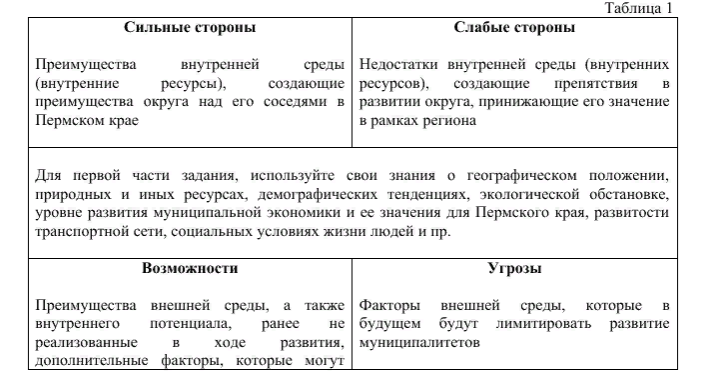 Таблица 1
Сильные стороны
Преимущества внутренней среды
(внутренние ресурсы), создающие
преимущества округа над его соседями в
Пермском крае
Слабые стороны
Недостатки внутренней среды (внутренних
ресурсов), создающие препятствия в
развитии округа, принижающие его значение
в рамках региона
Для первой части задания, используйте свои знания о географическом положении,
природных и иных ресурсах, демографических тенденциях, экологической обстановке,
уровне развития муниципальной экономики и ее значения для Пермского края, развитости
транспортной сети, социальных условиях жизни людей и пр.
Возможности
Преимущества внешней среды, а также
внутреннего потенциала, ранее не
реализованные в ходе развития,
дополнительные факторы, которые могут
Угрозы
Факторы внешней среды, которые в
будущем будут лимитировать развитие
муниципалитетов